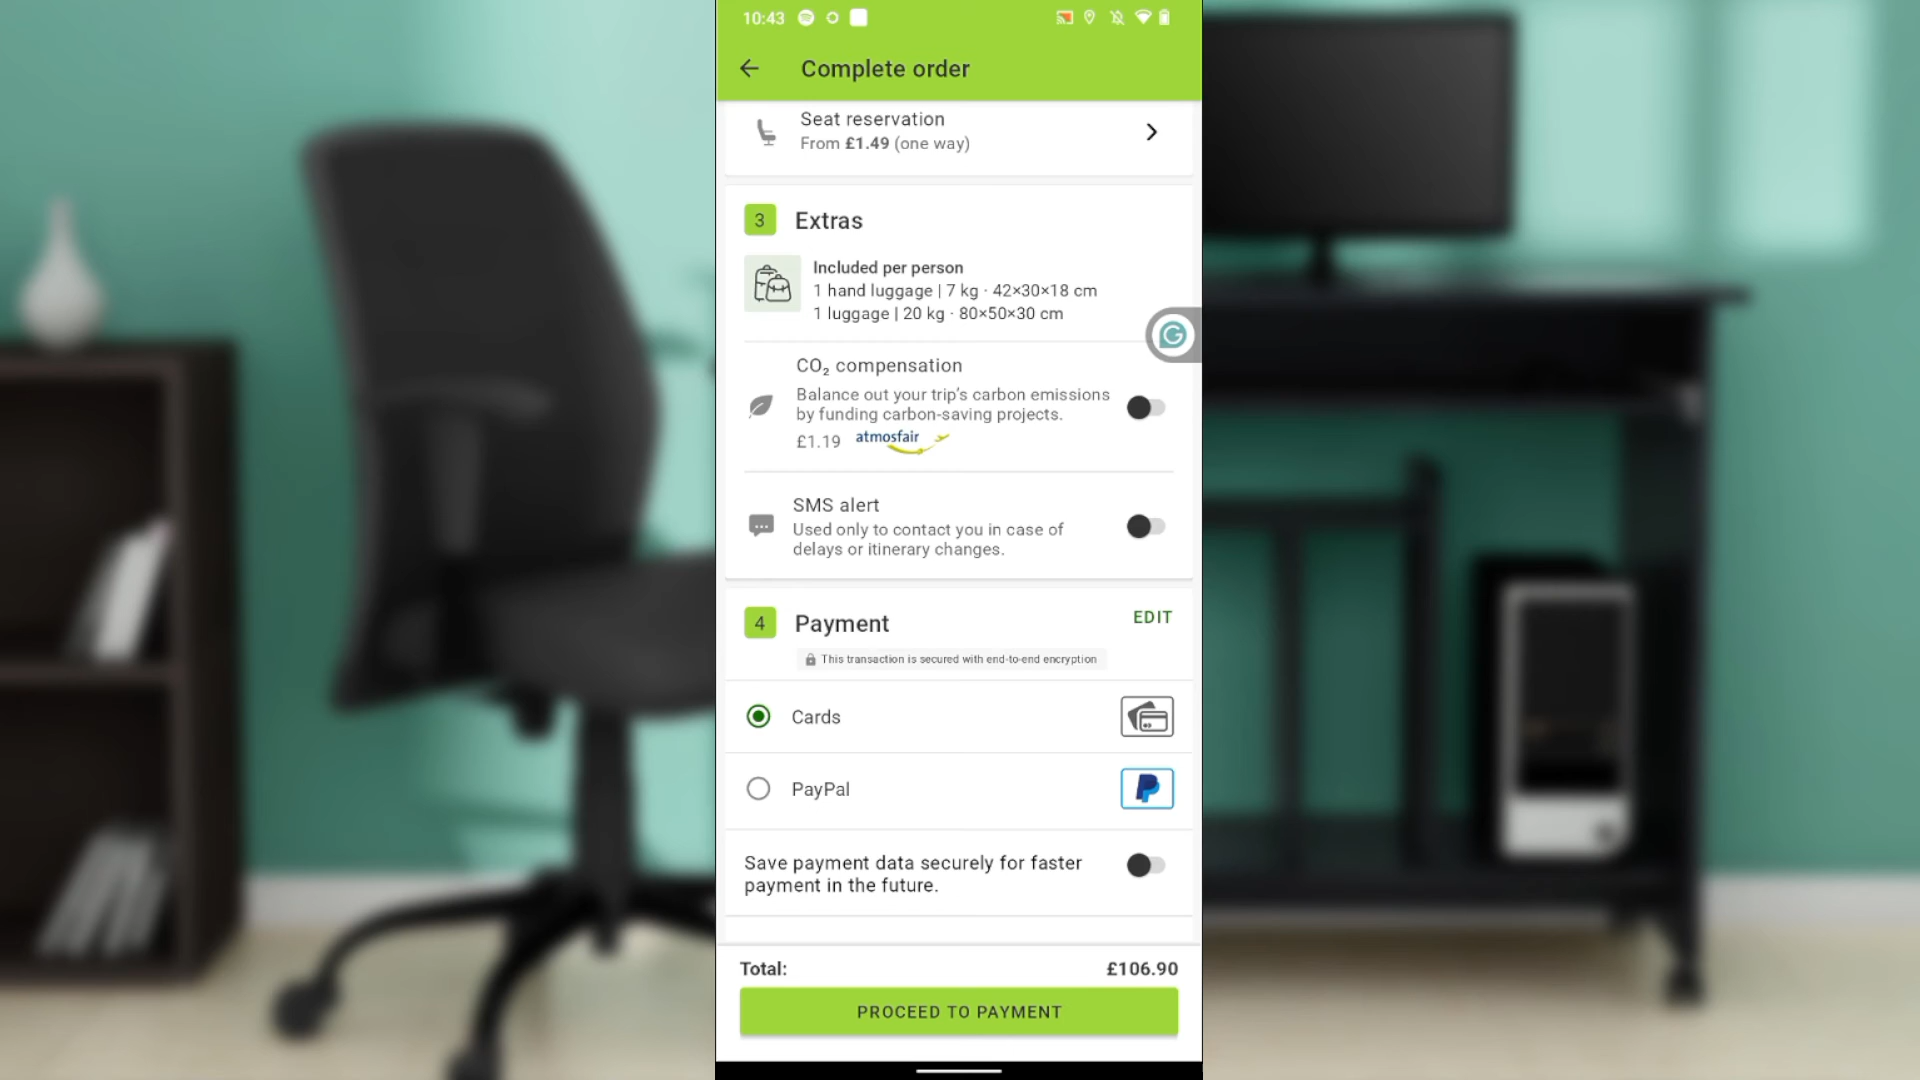 10:43
Complete order
Seat reservation
From £1.49 (one way)
3 Extras
Included per person
1 hand luggage | 7 kg · 42×30×18 cm
1 luggage | 20 kg · 80×50×30 cm
CO₂ compensation
Balance out your trip's carbon emissions
by funding carbon-saving projects.
£1.19 atmosfair
SMS alert
Used only to contact you in case of
delays or itinerary changes.
4 Payment EDIT
This transaction is secured with end-to-end encryption
Cards
PayPal
Save payment data securely for faster
payment in the future.
Total: £106.90
PROCEED TO PAYMENT